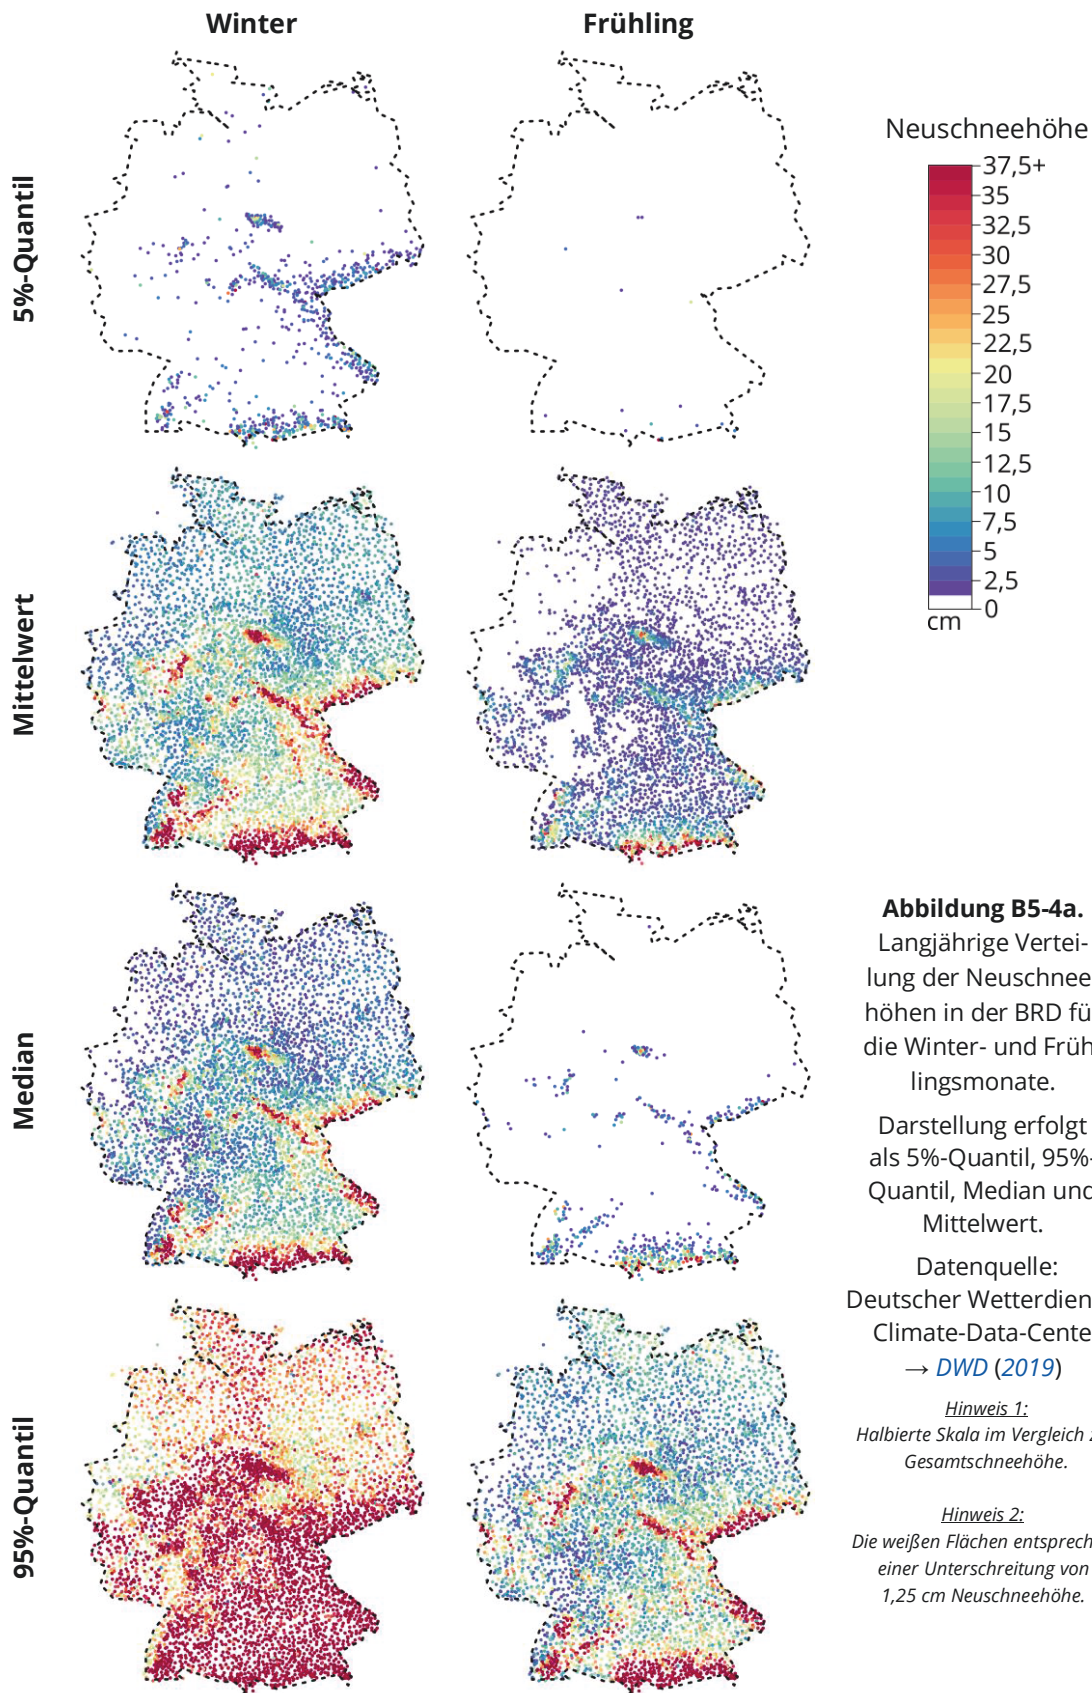 Winter
Frühling
5%-Quantil
Mittelwert
Median
95%-Quantil
Neuschneehöhe
37,5+
35
32,5
30
27,5
25
22,5
20
17,5
15
12,5
10
7,5
5
2,5
0
cm
Abbildung B5-4a.
Langjährige Vertei-
lung der Neuschnee-
höhen in der BRD fü
die Winter- und Früh
lingsmonate.
Darstellung erfolgt
als 5%-Quantil, 95%-
Quantil, Median und
Mittelwert.
Datenquelle:
Deutscher Wetterdien
Climate-Data-Cente
→ DWD (2019)
Hinweis 1:
Halbierte Skala im Vergleich
Gesamtschneehöhe.
Hinweis 2:
Die weißen Flächen entsprech
einer Unterschreitung von
1,25 cm Neuschneehöhe.